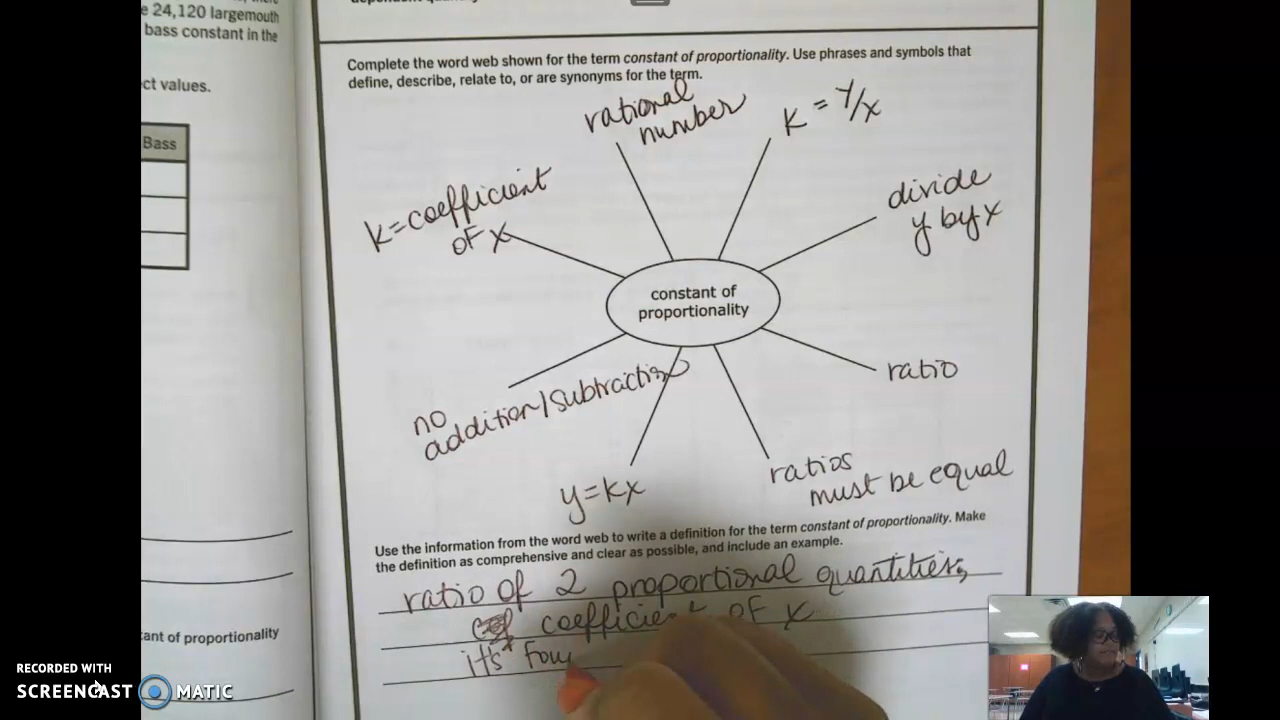 e 24,120 largemouth
bass constant in the
ct values.
Bass
ant of proportionality
Complete the word web shown for the term constant of proportionality. Use phrases and symbols that
define, describe, relate to, or are synonyms for the term.
rational
number
K = Y/X
K=coefficient
of X
divide
y by x
constant of
proportionality
ratio
no
addition/subtraction
y=Kx
ratios
must be equal
Use the information from the word web to write a definition for the term constant of proportionality. Make
the definition as comprehensive and clear as possible, and include an example.
ratio of 2 proportional quantities,
coefficient of x
it's
RECORDED WITH
SCREENCAST MATIC